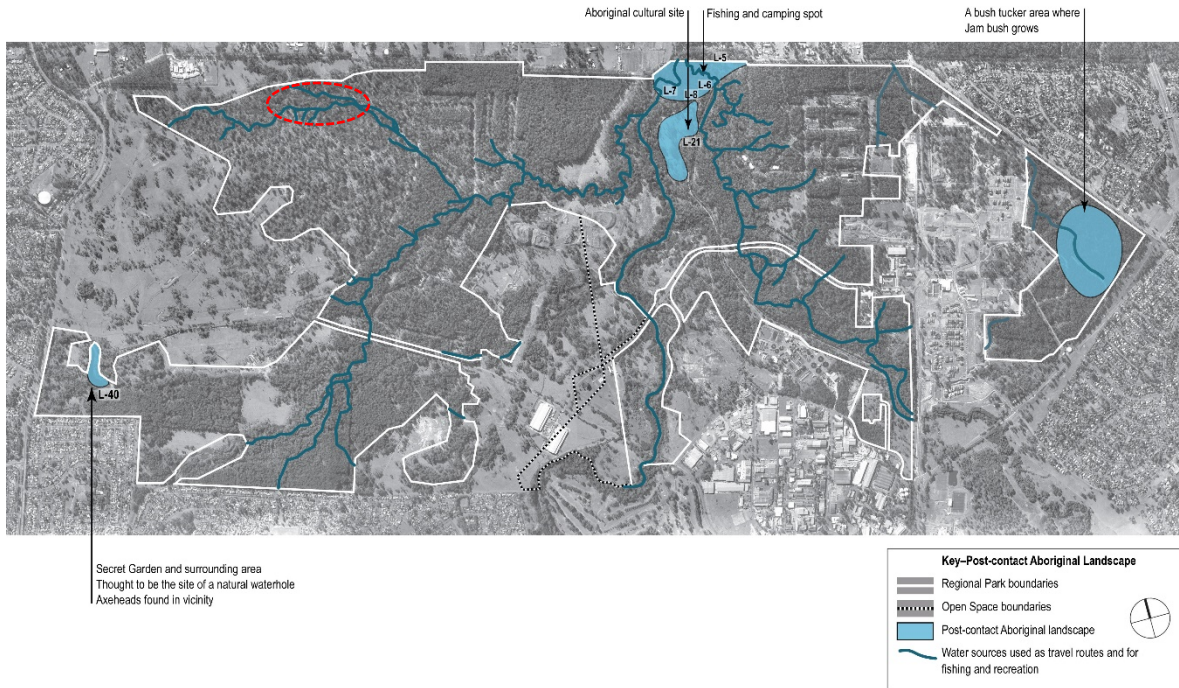 Aboriginal cultural site
Fishing and camping spot
A bush tucker area where
Jam bush grows
L-5
L-7
L-6
L-8
L-21
L-40
Secret Garden and surrounding area
Thought to be the site of a natural waterhole
Axeheads found in vicinity
Key–Post-contact Aboriginal Landscape
Regional Park boundaries
Open Space boundaries
Post-contact Aboriginal landscape
Water sources used as travel routes and for
fishing and recreation